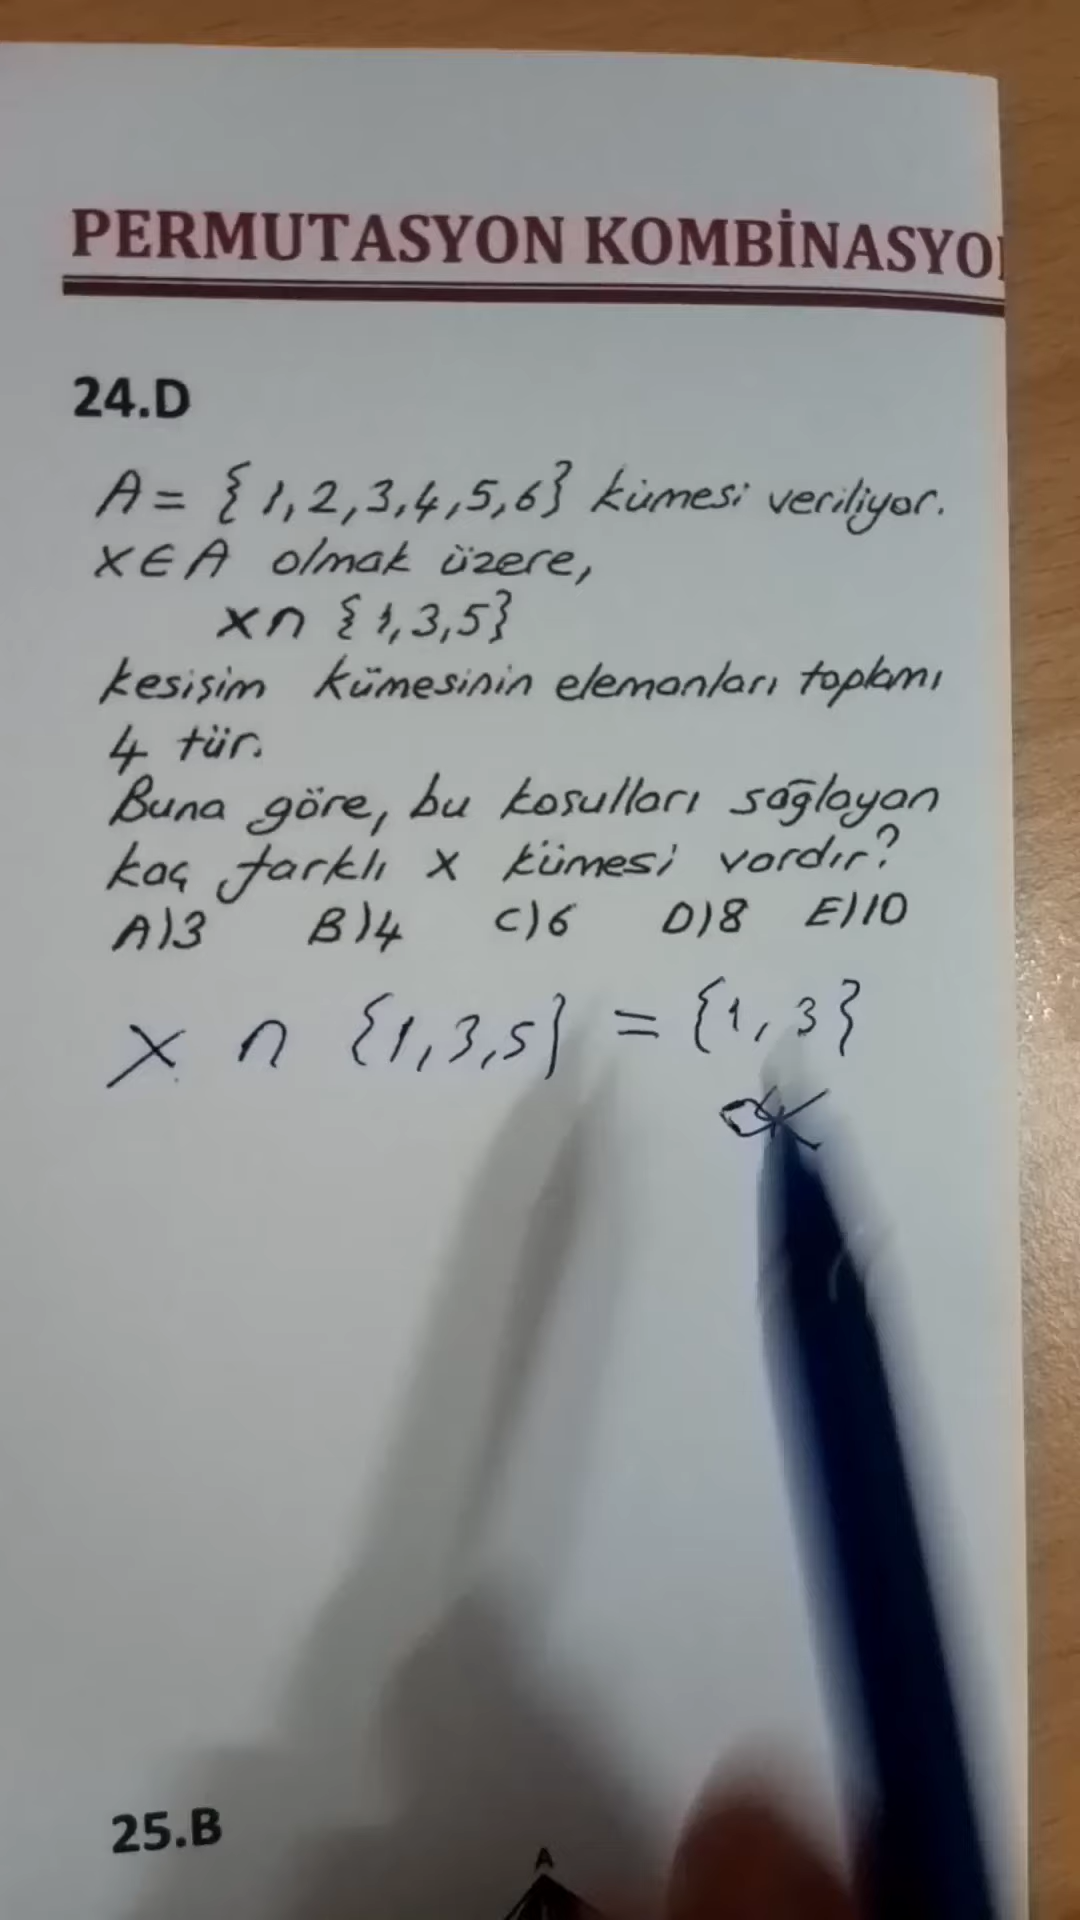 PERMUTASYON KOMBİNASYO
24.D
A = {1,2,3,4,5,6} kümesi veriliyor.
X∈A olmak üzere,
X∩ {1,3,5}
kesişim kümesinin elemanları toplamı
4 tür.
Buna göre, bu koşulları sağlayan
kaç farklı X kümesi vardır?
A)3 B)4 C)6 D)8 E)10
X ∩ {1,3,5} = {1,3}
25.B
A